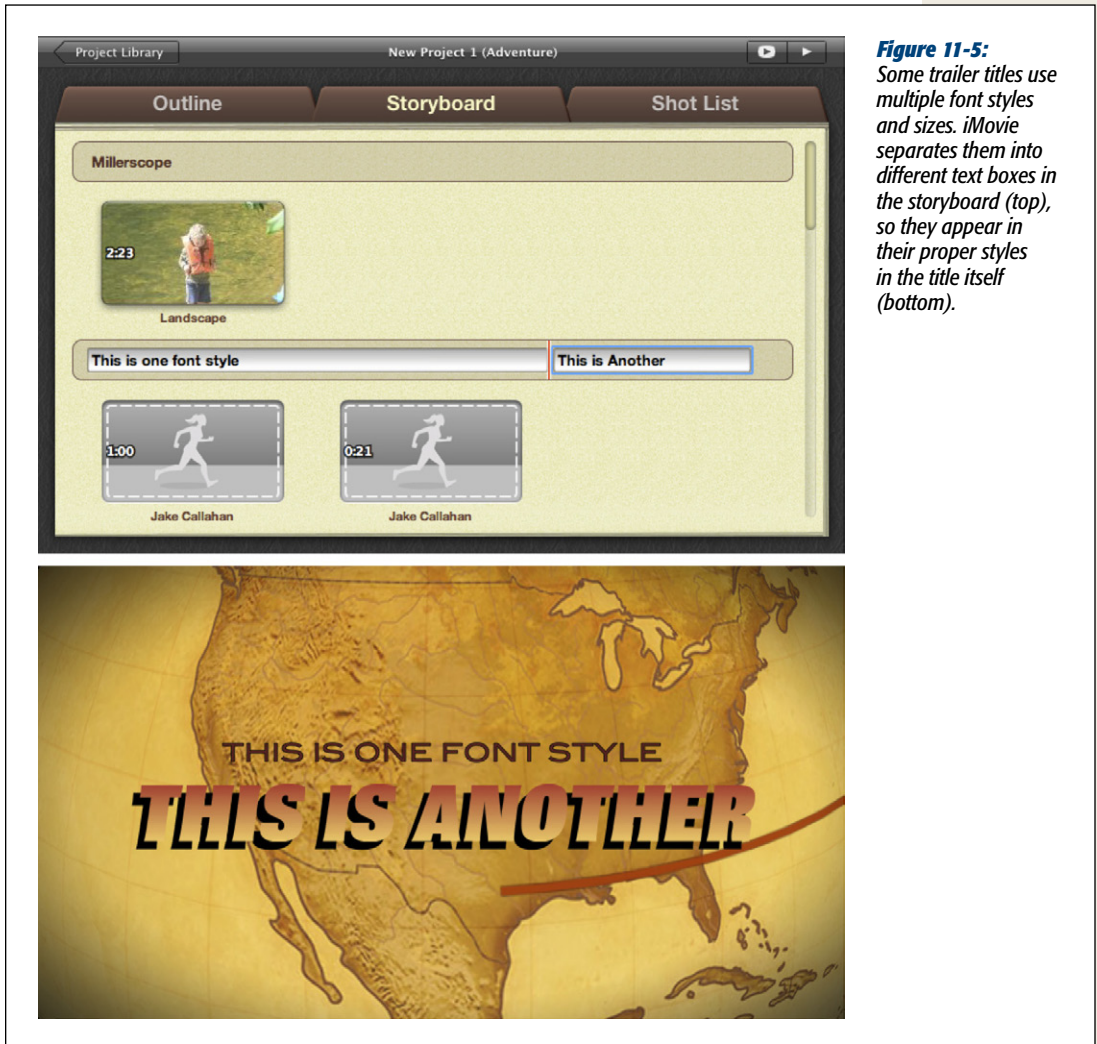 Project Library
New Project 1 (Adventure)
Outline
Storyboard
Shot List
Millerscope
2:23
Landscape
This is one font style
This is Another
1:00
0:21
Jake Callahan
Jake Callahan
THIS IS ONE FONT STYLE
THIS IS ANOTHER
Figure 11-5:
Some trailer titles use
multiple font styles
and sizes. iMovie
separates them into
different text boxes in
the storyboard (top),
so they appear in
their proper styles
in the title itself
(bottom).